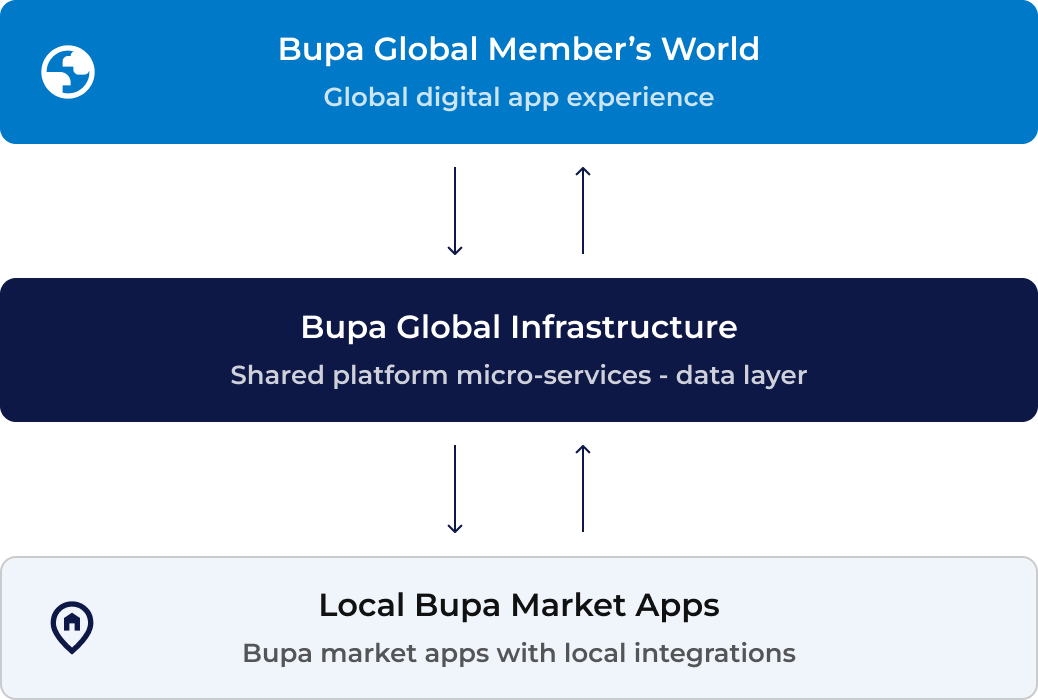 Bupa Global Member’s World
Global digital app experience
Bupa Global Infrastructure
Shared platform micro-services - data layer
Local Bupa Market Apps
Bupa market apps with local integrations